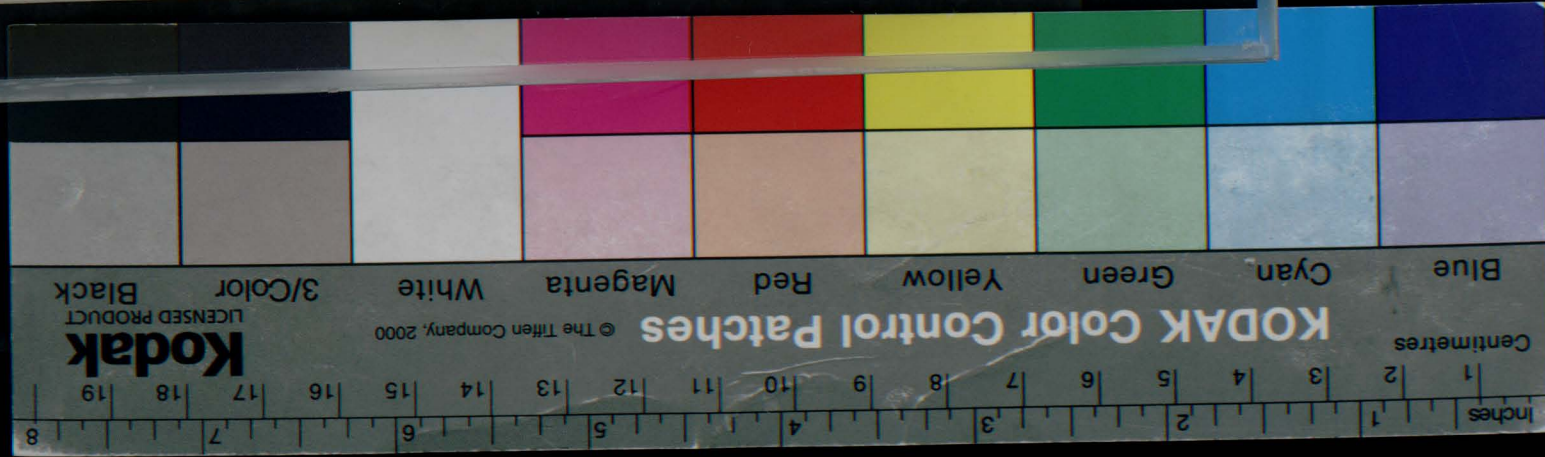 Inches 1 2 3 4 5 6 7 8
Centimetres 1 2 3 4 5 6 7 8 9 10 11 12 13 14 15 16 17 18 19
KODAK Color Control Patches © The Tiffen Company, 2000 Kodak
LICENSED PRODUCT
Blue Cyan Green Yellow Red Magenta White 3/Color Black